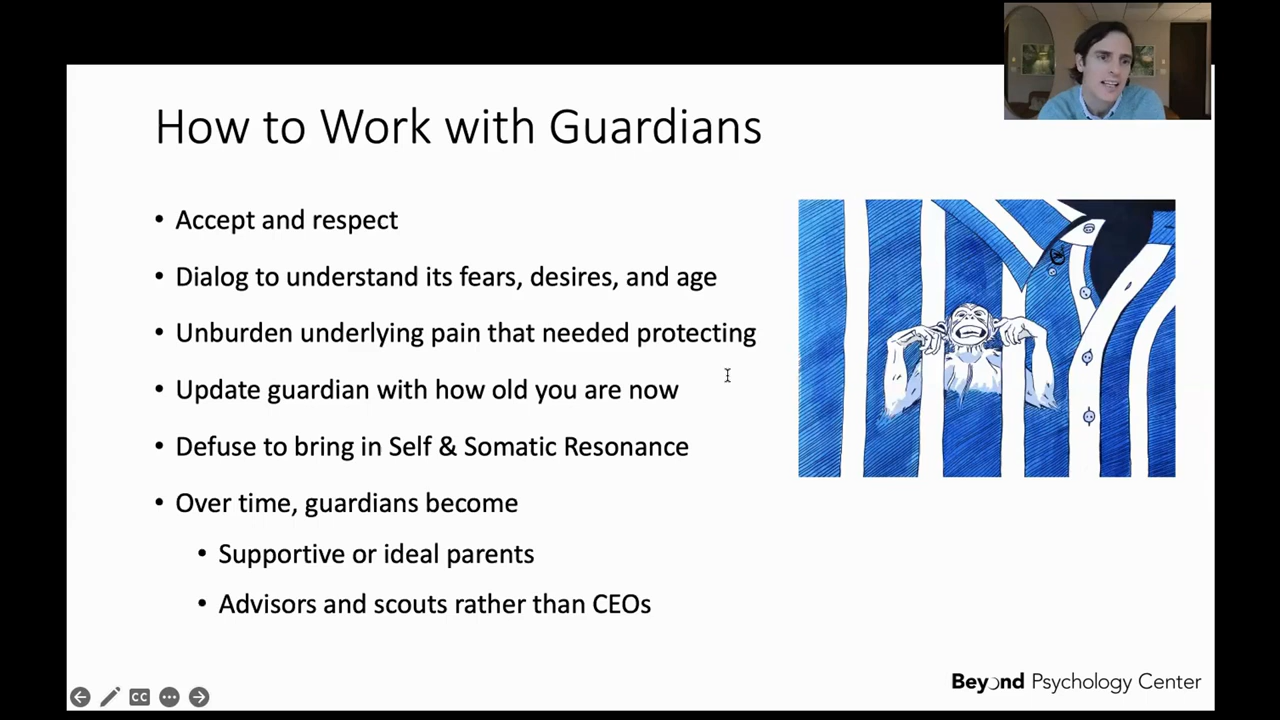 How to Work with Guardians
• Accept and respect
• Dialog to understand its fears, desires, and age
• Unburden underlying pain that needed protecting
• Update guardian with how old you are now
• Defuse to bring in Self & Somatic Resonance
• Over time, guardians become
• Supportive or ideal parents
• Advisors and scouts rather than CEOs
CC
Beyond Psychology Center